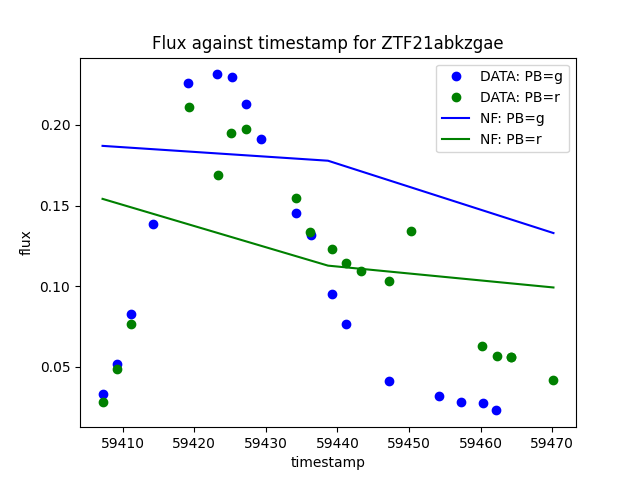 Flux against timestamp for ZTF21abkzgae
DATA: PB=g
DATA: PB=r
NF: PB=g
NF: PB=r
flux
0.20
0.15
0.10
0.05
59410 59420 59430 59440 59450 59460 59470
timestamp